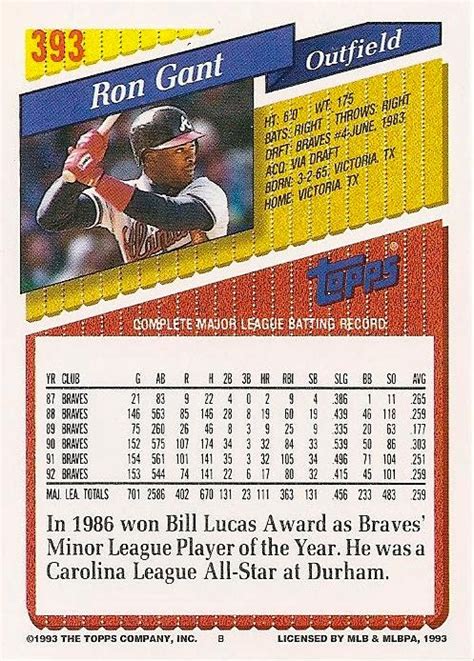 393
Ron Gant
Outfield
HT: 6'0" WT: 175
BATS: RIGHT THROWS: RIGHT
DRFT: BRAVES #4-JUNE, 1983
ACQ: VIA DRAFT
BORN: 3-2-65, VICTORIA, TX
HOME: VICTORIA, TX
TOPPS
COMPLETE MAJOR LEAGUE BATTING RECORD
YR CLUB G AB R H 2B 3B HR RBI SB SLG BB SO AVG
87 BRAVES 21 83 9 22 4 0 2 9 4 .386 1 11 .265
88 BRAVES 146 563 85 146 28 8 19 60 19 .439 46 118 .259
89 BRAVES 75 260 26 46 8 3 9 25 9 .335 20 63 .177
90 BRAVES 152 575 107 174 34 3 32 84 33 .539 50 86 .303
91 BRAVES 154 561 101 141 35 3 32 105 34 .496 71 104 .251
92 BRAVES 153 544 74 141 22 6 17 80 32 .415 45 101 .259
MAJ. LEA. TOTALS 701 2586 402 670 131 23 111 363 131 .456 233 483 .259
In 1986 won Bill Lucas Award as Braves'
Minor League Player of the Year. He was a
Carolina League All-Star at Durham.
©1993 THE TOPPS COMPANY, INC. B LICENSED BY MLB & MLBPA, 1993